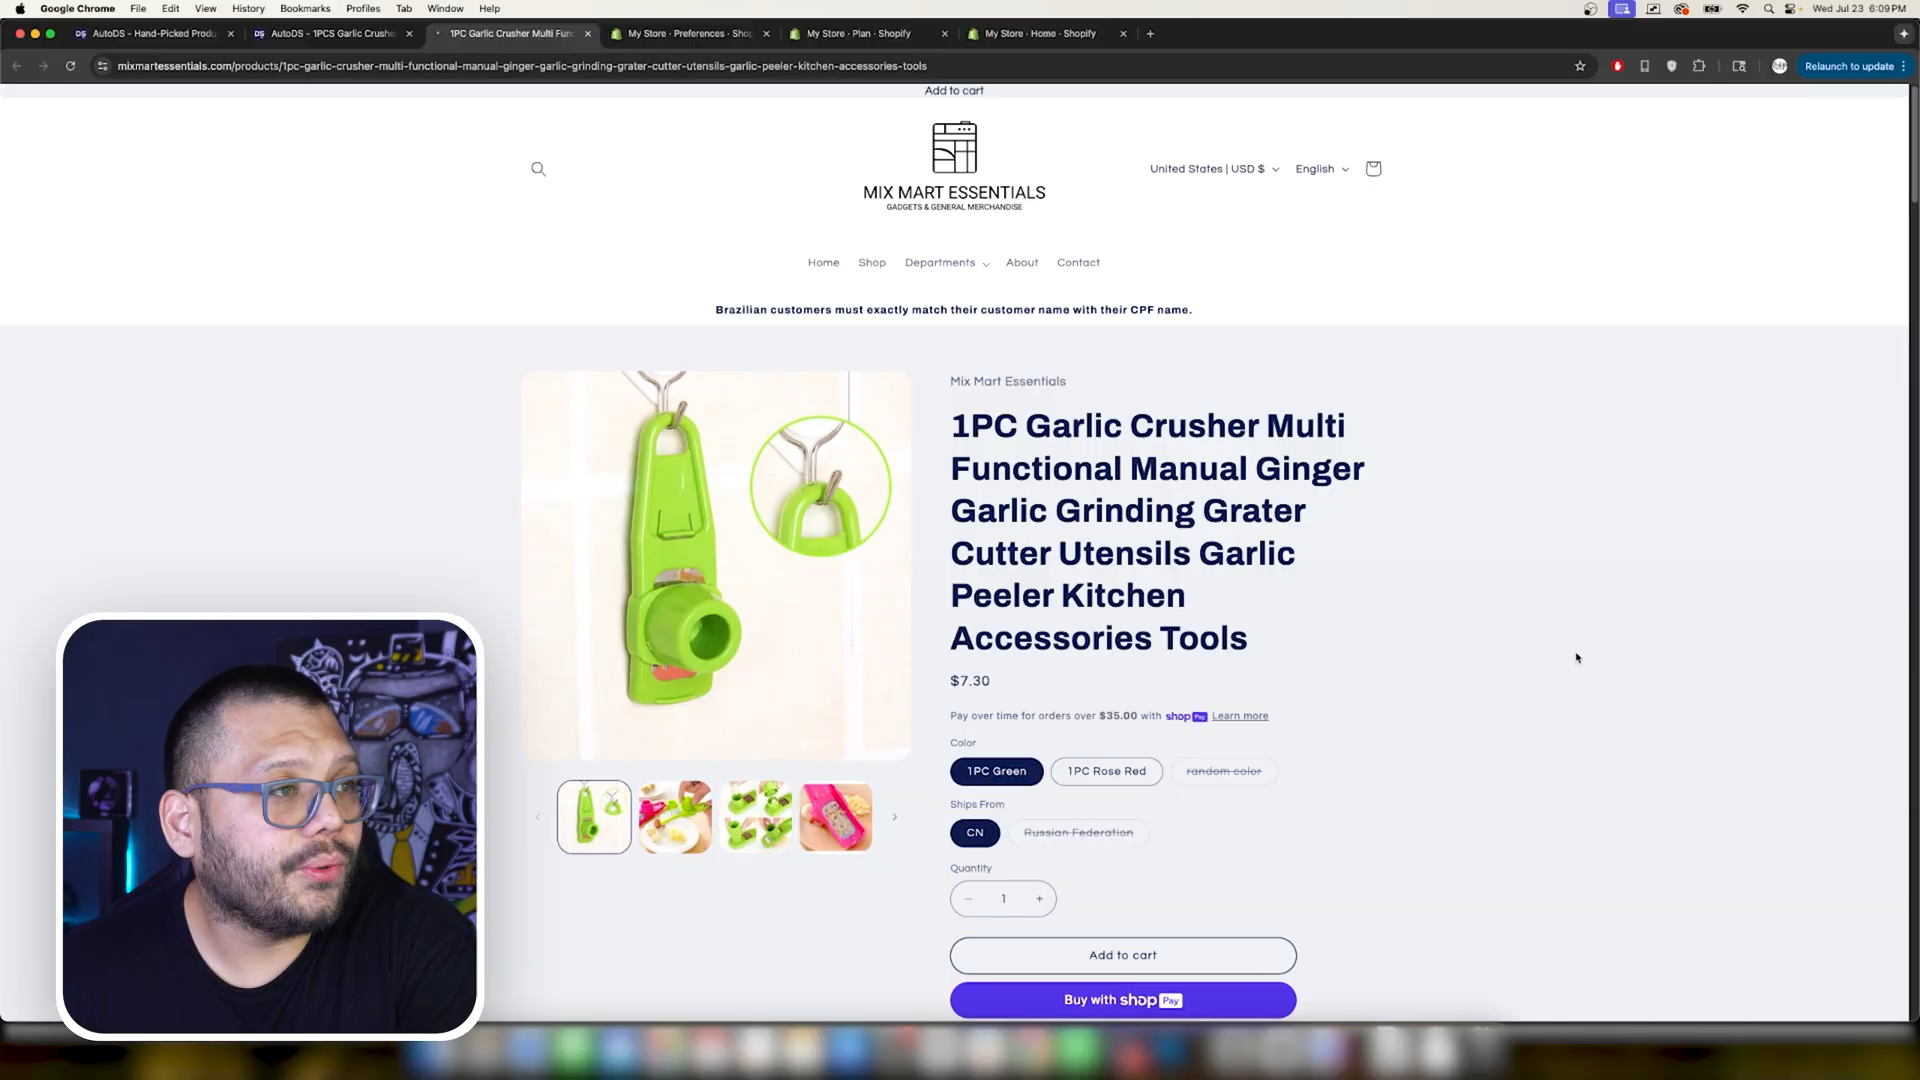 Google Chrome File Edit View History Bookmarks Profiles Tab Window Help Wed Jul 23 6:09 PM
AutoDS - Hand-Picked Produ AutoDS - 1PCS Garlic Crushe 1PC Garlic Crusher Multi Fun My Store · Preferences · Shop My Store · Plan · Shopify My Store · Home · Shopify
mixmartessentials.com/products/1pc-garlic-crusher-multi-functional-manual-ginger-garlic-grinding-grater-cutter-utensils-garlic-peeler-kitchen-accessories-tools Relaunch to update
Add to cart
MIX MART ESSENTIALS
GADGETS & GENERAL MERCHANDISE
United States | USD $ English
Home Shop Departments About Contact
Brazilian customers must exactly match their customer name with their CPF name.
Mix Mart Essentials
1PC Garlic Crusher Multi
Functional Manual Ginger
Garlic Grinding Grater
Cutter Utensils Garlic
Peeler Kitchen
Accessories Tools
$7.30
Pay over time for orders over $35.00 with shop Pay Learn more
Color
1PC Green 1PC Rose Red random color
Ships From
CN Russian Federation
Quantity
1
Add to cart
Buy with shop Pay